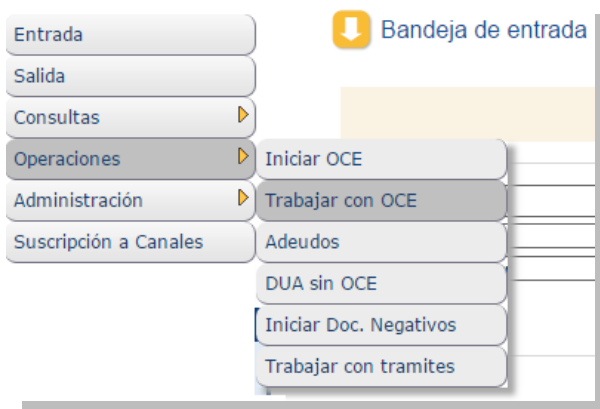 Bandeja de entrada
Entrada
Salida
Consultas
Operaciones
Administración
Suscripción a Canales
Iniciar OCE
Trabajar con OCE
Adeudos
DUA sin OCE
Iniciar Doc. Negativos
Trabajar con tramites